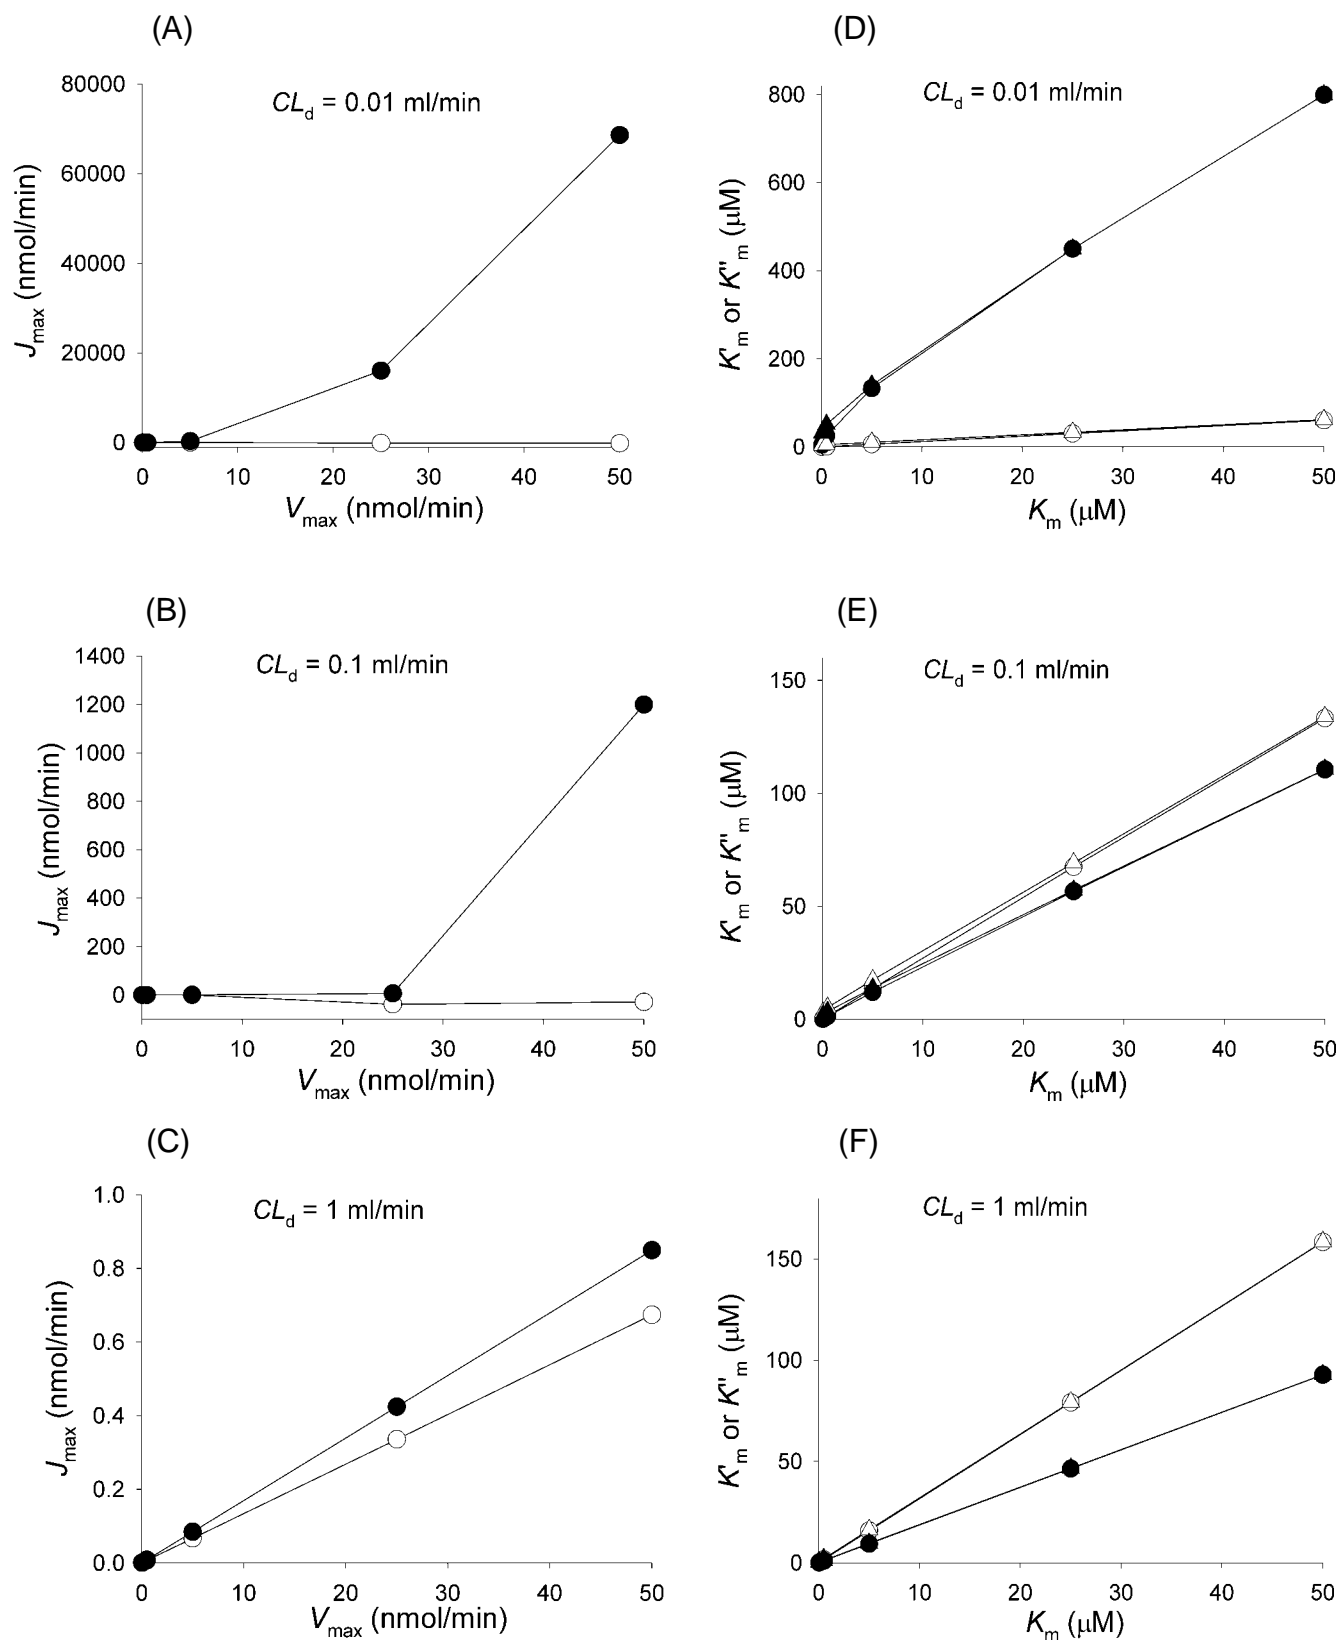 (A)
CLd = 0.01 ml/min
80000
60000
40000
20000
0
Jmax (nmol/min)
0 10 20 30 40 50
Vmax (nmol/min)
(D)
CLd = 0.01 ml/min
800
600
400
200
0
K'm or K''m (μM)
0 10 20 30 40 50
Km (μM)
(B)
CLd = 0.1 ml/min
1400
1200
1000
800
600
400
200
0
Jmax (nmol/min)
0 10 20 30 40 50
Vmax (nmol/min)
(E)
CLd = 0.1 ml/min
150
100
50
0
K'm or K''m (μM)
0 10 20 30 40 50
Km (μM)
(C)
CLd = 1 ml/min
1.0
0.8
0.6
0.4
0.2
0.0
Jmax (nmol/min)
0 10 20 30 40 50
Vmax (nmol/min)
(F)
CLd = 1 ml/min
150
100
50
0
K'm or K''m (μM)
0 10 20 30 40 50
Km (μM)